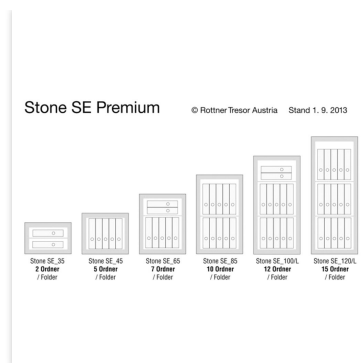 Stone SE Premium © Rottner Tresor Austria Stand 1. 9. 2013
Stone SE_35 Stone SE_45 Stone SE_65 Stone SE_85 Stone SE_100/L Stone SE_120/L
2 Ordner 5 Ordner 7 Ordner 10 Ordner 12 Ordner 15 Ordner
/ Folder / Folder / Folder / Folder / Folder / Folder